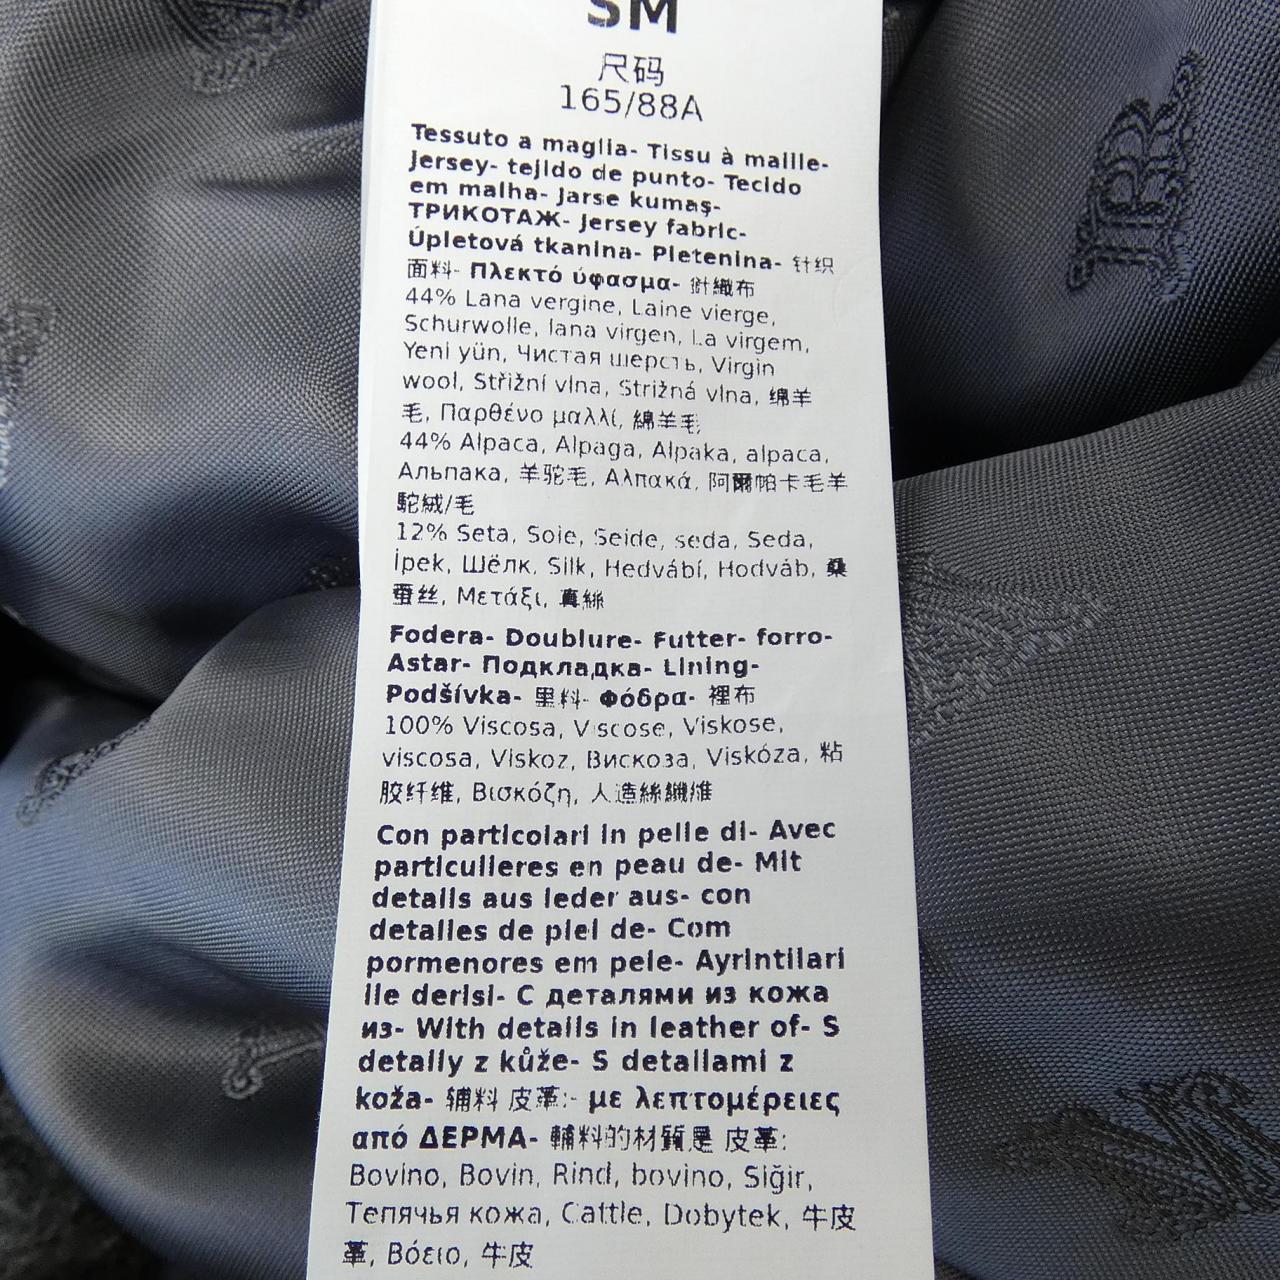 SM
尺码
165/88A
Tessuto a maglia- Tissu à maille-
Jersey- tejido de punto- Tecido
em malha- Jarse kumaş-
ТРИКОТАЖ- Jersey fabric-
Úpletová tkanina- Pletenina- 针织
面料- Πλεκτό ύφασμα- 針織布
44% Lana vergine, Laine vierge,
Schurwolle, lana virgen, La virgem,
Yeni yün, Чистая шерсть, Virgin
wool, Střižní vlna, Strižná vlna, 绵羊
毛, Παρθένο μαλλί, 綿羊毛
44% Alpaca, Alpaga, Alpaka, alpaca,
Альпака, 羊驼毛, Αλπακά, 阿爾帕卡毛羊
駝絨/毛
12% Seta, Soie, Seide, seda, Seda,
İpek, Шёлк, Silk, Hedvábí, Hodváb, 桑
蚕丝, Μετάξι, 真絲
Fodera- Doublure- Futter- forro-
Astar- Подкладка- Lining-
Podšívka- 里料- Φόδρα- 裡布
100% Viscosa, Viscose, Viskose,
viscosa, Viskoz, Вискоза, Viskóza, 粘
胶纤维, Βισκόζη, 人造絲纖維
Con particolari in pelle di- Avec
particulieres en peau de- Mit
details aus leder aus- con
detalles de piel de- Com
pormenores em pele- Ayrintilari
ile derisi- С деталями из кожа
из- With details in leather of- S
detaily z kůže- S detailami z
koža- 辅料 皮革:- με λεπτομέρειες
από ΔΕΡΜΑ- 輔料的材質是 皮革:
Bovino, Bovin, Rind, bovino, Siğir,
Телячья кожа, Cattle, Dobytek, 牛皮
革, Βόειο, 牛皮